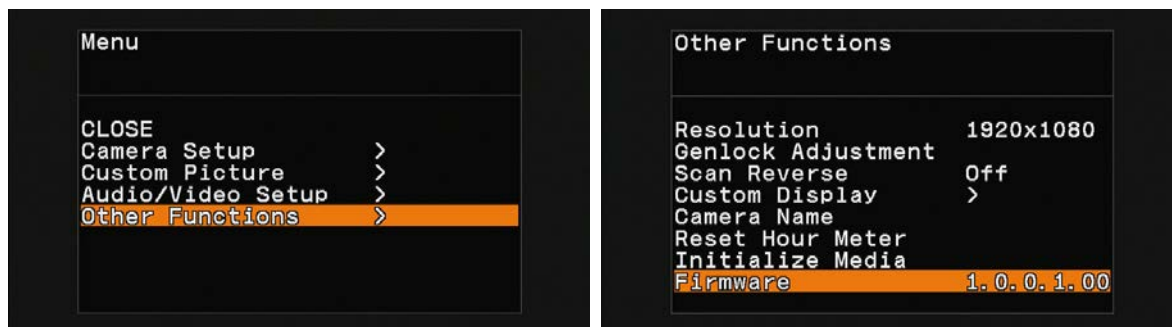 Menu
CLOSE
Camera Setup >
Custom Picture >
Audio/Video Setup >
Other Functions >
Other Functions
Resolution 1920x1080
Genlock Adjustment
Scan Reverse Off
Custom Display >
Camera Name
Reset Hour Meter
Initialize Media
Firmware 1.0.0.1.00